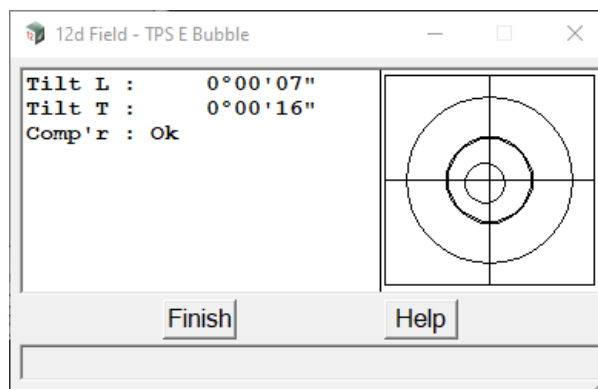 12d Field - TPS E Bubble
Tilt L : 0°00'07"
Tilt T : 0°00'16"
Comp'r : Ok
Finish Help